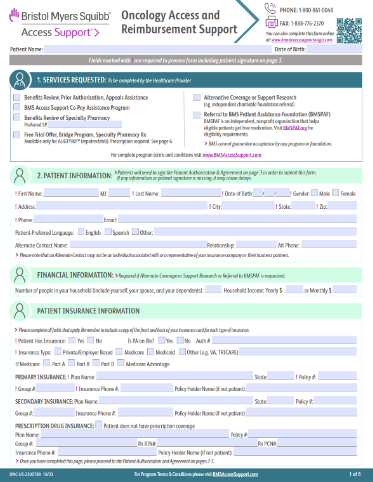 Bristol Myers Squibb™
Access Support®
Oncology Access and
Reimbursement Support
PHONE: 1-800-861-0048
FAX: 1-888-776-2370
You can also complete this form online
at www.bmsaccesssupport.com
Patient Name: Date of Birth:
Fields marked with ! are required to process form including patient signature on page 3.
1. SERVICES REQUESTED: To be completed by the Healthcare Provider
Benefits Review, Prior Authorization, Appeals Assistance
BMS Access Support Co-Pay Assistance Program
Benefits Review of Specialty Pharmacy
Preferred SP
Free Trial Offer, Bridge Program, Specialty Pharmacy Rx
Available only for AUGTYRO™ (repotrectinib). Prescription required. See page 6.
Alternative Coverage or Support Research
(eg, independent charitable foundation referral)
Referral to BMS Patient Assistance Foundation (BMSPAF)
BMSPAF is an independent, nonprofit organization that helps
eligible patients get free medication. Visit BMSPAF.org for
eligibility requirements.
BMS cannot guarantee acceptance by any program or foundation.
For complete program terms and conditions visit www.BMSAccessSupport.com
2. PATIENT INFORMATION: Patients will need to sign the Patient Authorization & Agreement on page 3 in order to submit this form.
If any information or patient signature is missing, it may cause delays.
! First Name: MI: ! Last Name: ! Date of Birth / / ! Gender: Male Female
! Address: ! City: ! State: ! Zip:
! Phone: Email:
Patient-Preferred Language: English Spanish Other:
Alternate Contact Name: Relationship: Alt Phone:
Please note that an Alternate Contact may not be an individual associated with or a representative of your insurance company or their business partners.
FINANCIAL INFORMATION: Required if Alternate Coverage or Support Research or Referral to BMSPAF is requested.
Number of people in your household (include yourself, your spouse, and your dependents): Household Income: Yearly $ or Monthly $
PATIENT INSURANCE INFORMATION
Please complete all fields that apply. Remember to include a copy of the front and back of your insurance card for each type of insurance.
! Patient Has Insurance: Yes No Is PA on file? Yes No Auth #
! Insurance Type: Private/Employer Based Medicare Medicaid Other (e.g. VA, TRICARE)
If Medicare: Part A Part B Part D Medicare Advantage
PRIMARY INSURANCE: ! Plan Name: State: ! Policy #:
! Group #: ! Insurance Phone #: Policy Holder Name (if not patient):
SECONDARY INSURANCE: Plan Name: State: Policy #:
Group #: Insurance Phone #: Policy Holder Name (if not patient):
PRESCRIPTION DRUG INSURANCE: Patient does not have prescription coverage
Plan Name: Policy #:
Group #: Rx BIN#: Rx PCN#:
Insurance Phone #: Policy Holder Name (if not patient):
Once you have completed this page, please proceed to the Patient Authorization and Agreement on pages 2-3.
For Program Terms & Conditions please visit BMSAccessSupport.com
1 of 6